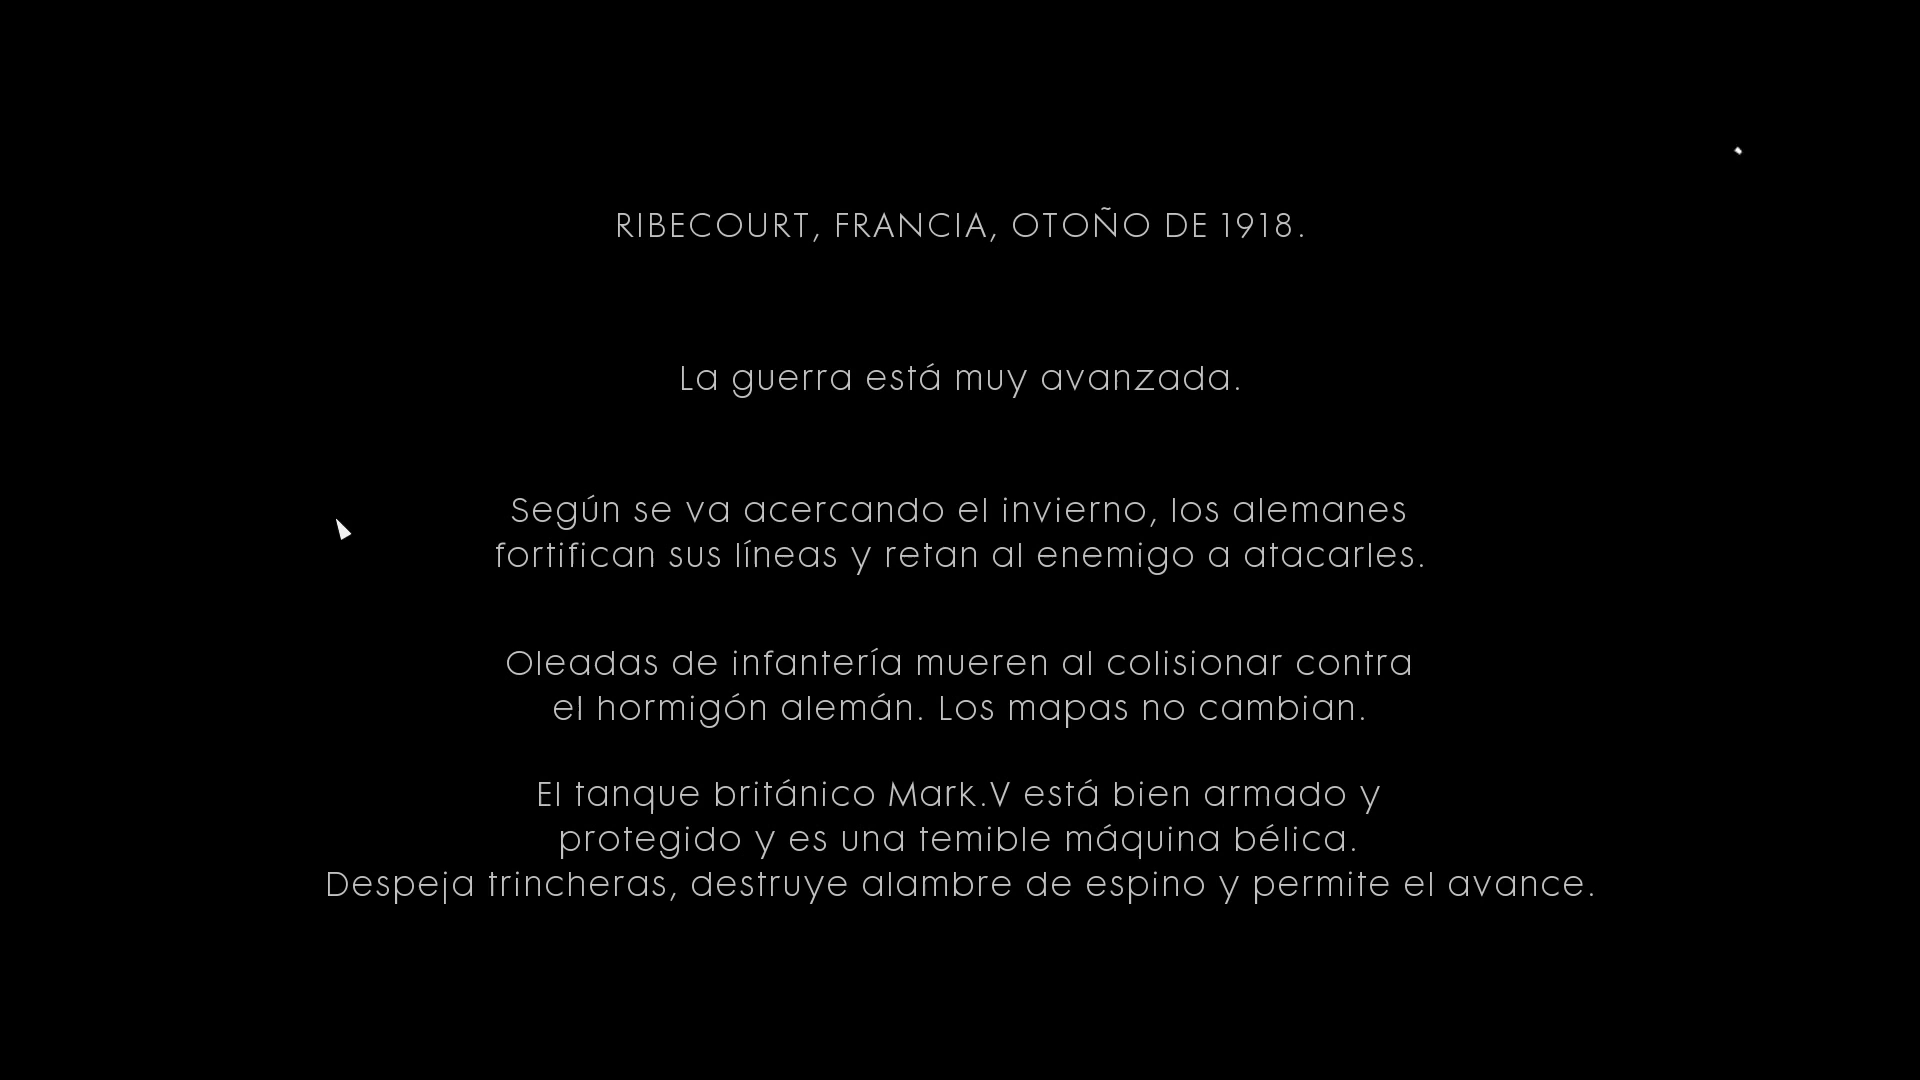 RIBECOURT, FRANCIA, OTOÑO DE 1918.
La guerra está muy avanzada.
Según se va acercando el invierno, los alemanes
fortifican sus líneas y retan al enemigo a atacarles.
Oleadas de infantería mueren al colisionar contra
el hormigón alemán. Los mapas no cambian.
El tanque británico Mark.V está bien armado y
protegido y es una temible máquina bélica.
Despeja trincheras, destruye alambre de espino y permite el avance.